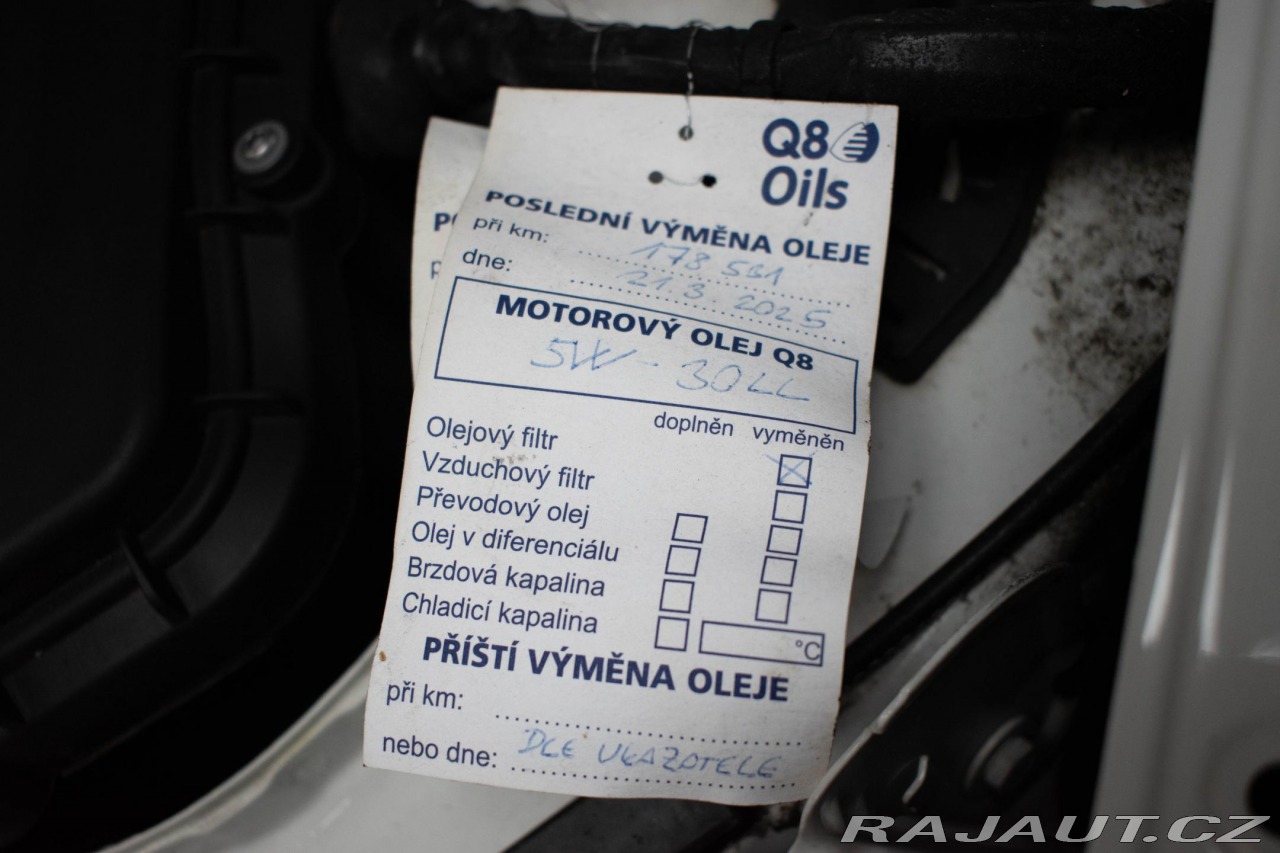 Q8
Oils
POSLEDNÍ VÝMĚNA OLEJE
při km: 178 561
dne: 21 3. 2025
MOTOROVÝ OLEJ Q8
5W-30LL
doplněn vyměněn
Olejový filtr
Vzduchový filtr
Převodový olej
Olej v diferenciálu
Brzdová kapalina
Chladicí kapalina
°C
PŘÍŠTÍ VÝMĚNA OLEJE
při km:
nebo dne: DLE UKAZATELE
RAJAUT.CZ